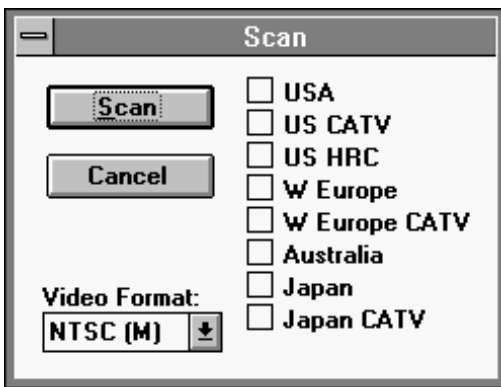 Scan
Scan
Cancel
USA
US CATV
US HRC
W Europe
W Europe CATV
Australia
Japan
Japan CATV
Video Format:
NTSC (M)